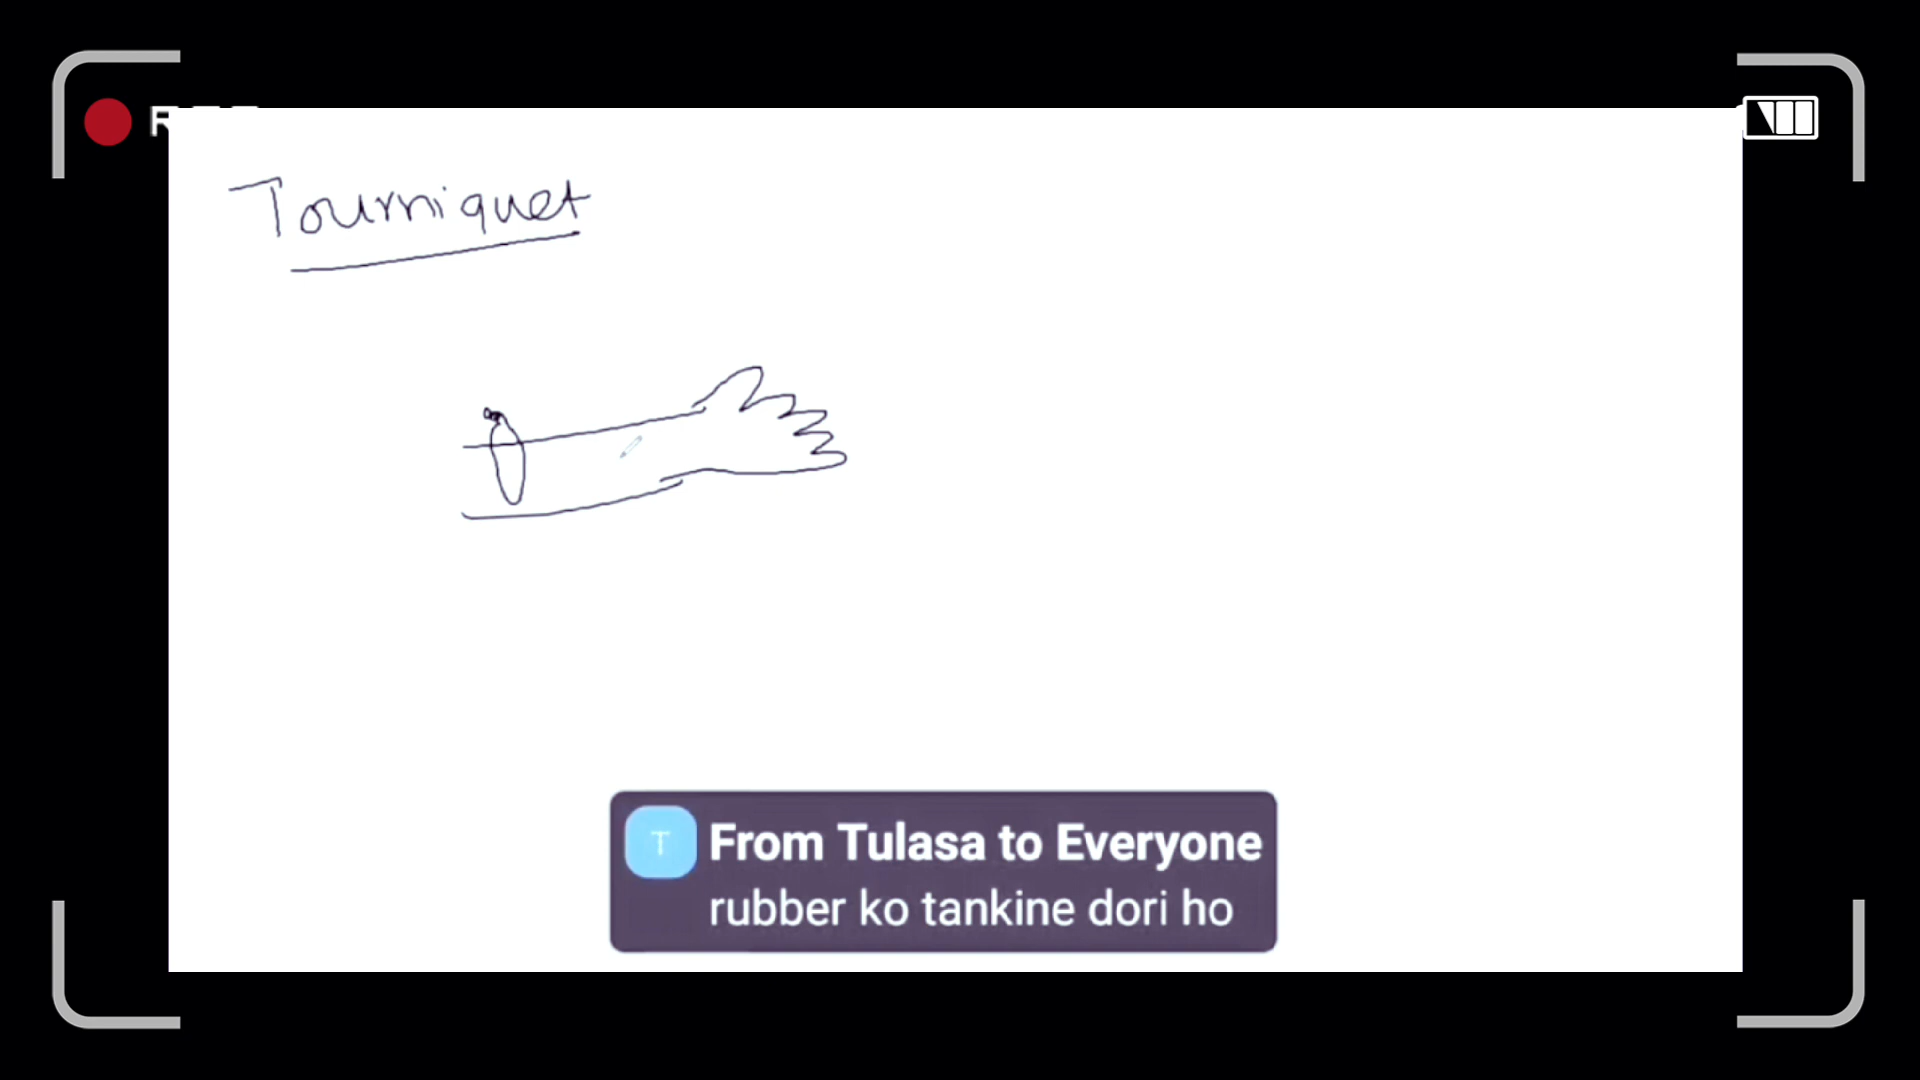 Tourniquet
T
From Tulasa to Everyone
rubber ko tankine dori ho